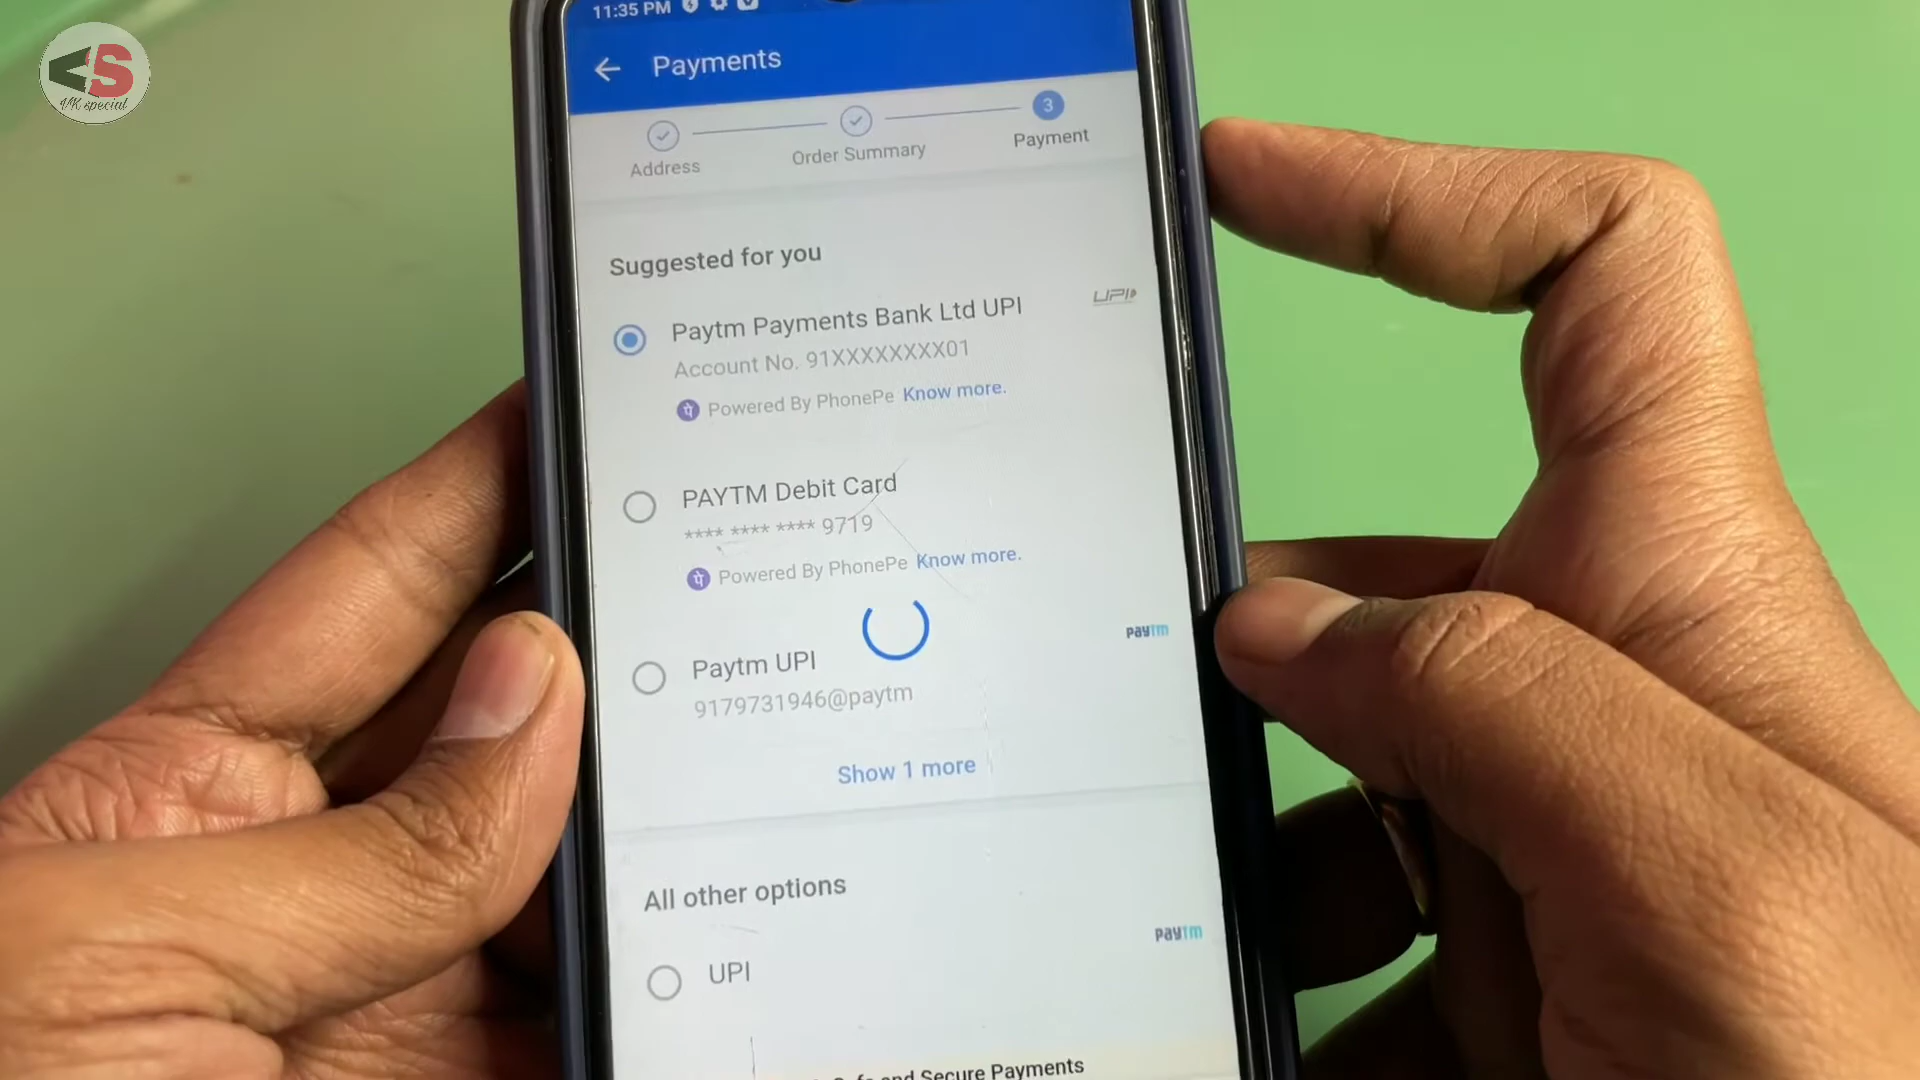 VK special
11:35 PM
Payments
Address
Order Summary
3
Payment
Suggested for you
Paytm Payments Bank Ltd UPI
UPI
Account No. 91XXXXXXXX01
पे Powered By PhonePe Know more.
PAYTM Debit Card
**** **** **** 9719
पे Powered By PhonePe Know more.
Paytm UPI
paytm
9179731946@paytm
Show 1 more
All other options
paytm
UPI
and Secure Payments